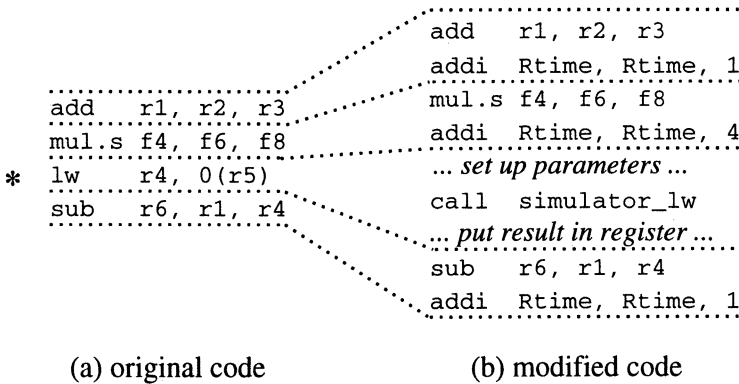 add r1, r2, r3
mul.s f4, f6, f8
* lw r4, 0(r5)
sub r6, r1, r4
(a) original code
add r1, r2, r3
addi Rtime, Rtime, 1
mul.s f4, f6, f8
addi Rtime, Rtime, 4
... set up parameters ...
call simulator_lw
... put result in register ...
sub r6, r1, r4
addi Rtime, Rtime, 1
(b) modified code